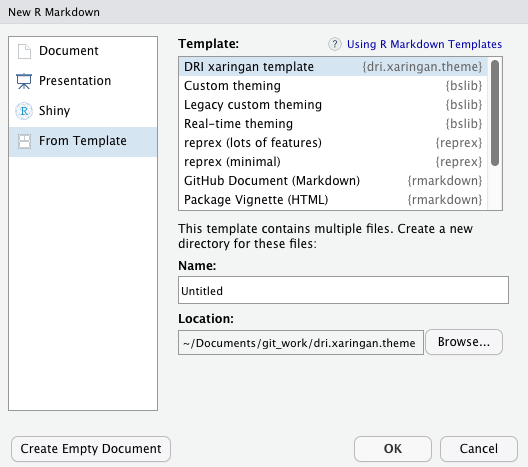 New R Markdown
Document
Presentation
R Shiny
From Template
Template: ? Using R Markdown Templates
DRI xaringan template {dri.xaringan.theme}
Custom theming {bslib}
Legacy custom theming {bslib}
Real-time theming {bslib}
reprex (lots of features) {reprex}
reprex (minimal) {reprex}
GitHub Document (Markdown) {rmarkdown}
Package Vignette (HTML) {rmarkdown}
This template contains multiple files. Create a new
directory for these files:
Name:
Untitled
Location:
~/Documents/git_work/dri.xaringan.theme Browse...
Create Empty Document OK Cancel